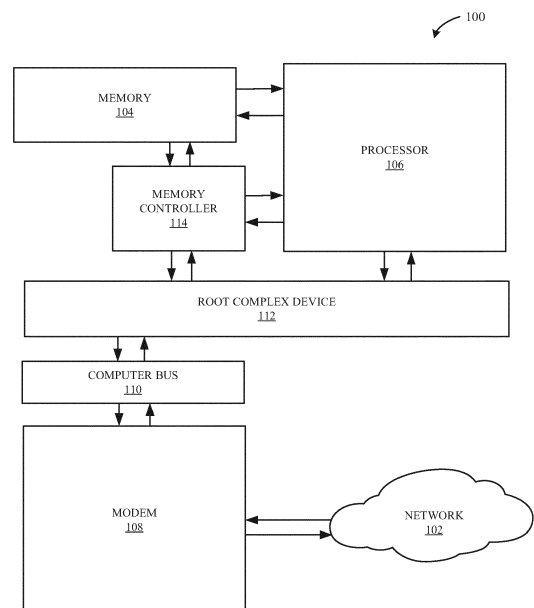 100
MEMORY
104
PROCESSOR
106
MEMORY
CONTROLLER
114
ROOT COMPLEX DEVICE
112
COMPUTER BUS
110
MODEM
108
NETWORK
102